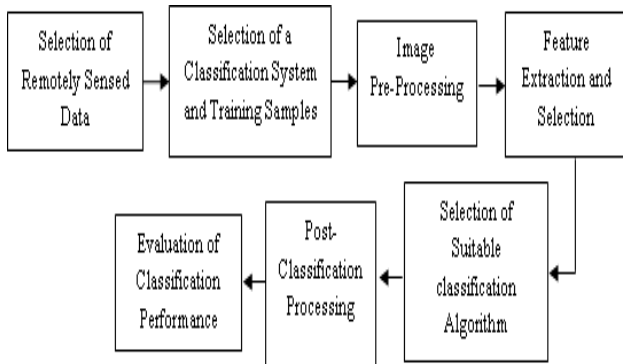 Selection of
Remotely Sensed
Data
Selection of a
Classification System
and Training Samples
Image
Pre-Processing
Feature
Extraction and
Selection
Selection of
Suitable
classification
Algorithm
Post-
Classification
Processing
Evaluation of
Classification
Performance